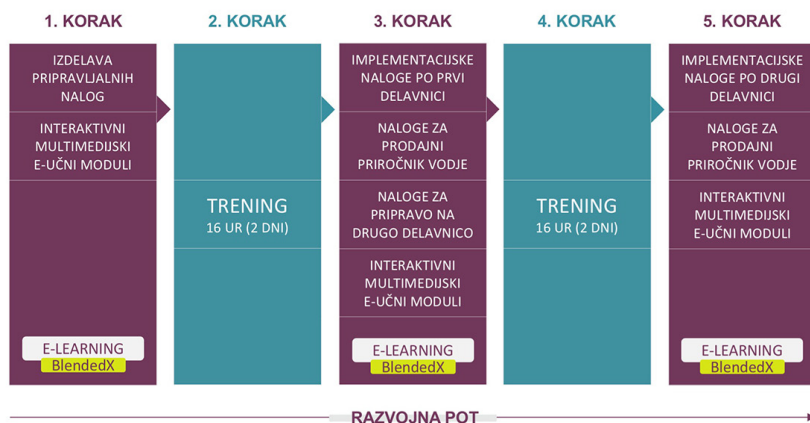 1. KORAK
IZDELAVA
PRIPRAVLJALNIH
NALOG
INTERAKTIVNI
MULTIMEDIJSKI
E-UČNI MODULI
E-LEARNING
BlendedX
2. KORAK
TRENING
16 UR (2 DNI)
3. KORAK
IMPLEMENTACIJSKE
NALOGE PO PRVI
DELAVNICI
NALOGE ZA
PRODAJNI
PRIROČNIK VODJE
NALOGE ZA
PRIPRAVO NA
DRUGO DELAVNICO
INTERAKTIVNI
MULTIMEDIJSKI
E-UČNI MODULI
E-LEARNING
BlendedX
4. KORAK
TRENING
16 UR (2 DNI)
5. KORAK
IMPLEMENTACIJSKE
NALOGE PO DRUGI
DELAVNICI
NALOGE ZA
PRODAJNI
PRIROČNIK VODJE
INTERAKTIVNI
MULTIMEDIJSKI
E-UČNI MODULI
E-LEARNING
BlendedX
RAZVOJNA POT